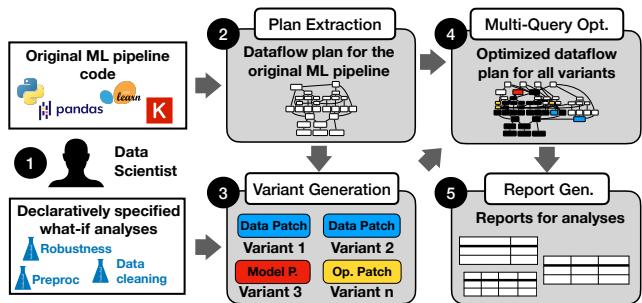 Original ML pipeline
code
pandas
learn
K
1
Data
Scientist
Declaratively specified
what-if analyses
Robustness
Preproc
Data
cleaning
2
Plan Extraction
Dataflow plan for the
original ML pipeline
3
Variant Generation
Data Patch
Data Patch
Variant 1
Variant 2
Model P.
Op. Patch
Variant 3
Variant n
4
Multi-Query Opt.
Optimized dataflow
plan for all variants
5
Report Gen.
Reports for analyses